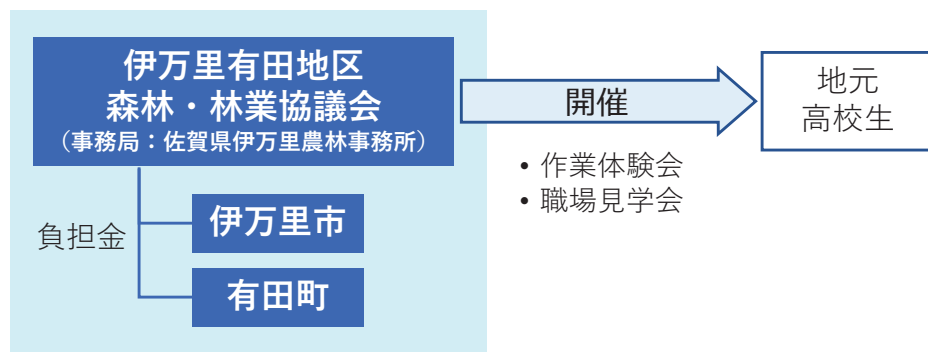 伊万里有田地区
森林・林業協議会
（事務局：佐賀県伊万里農林事務所）
負担金
伊万里市
有田町
開催
• 作業体験会
• 職場見学会
地元
高校生